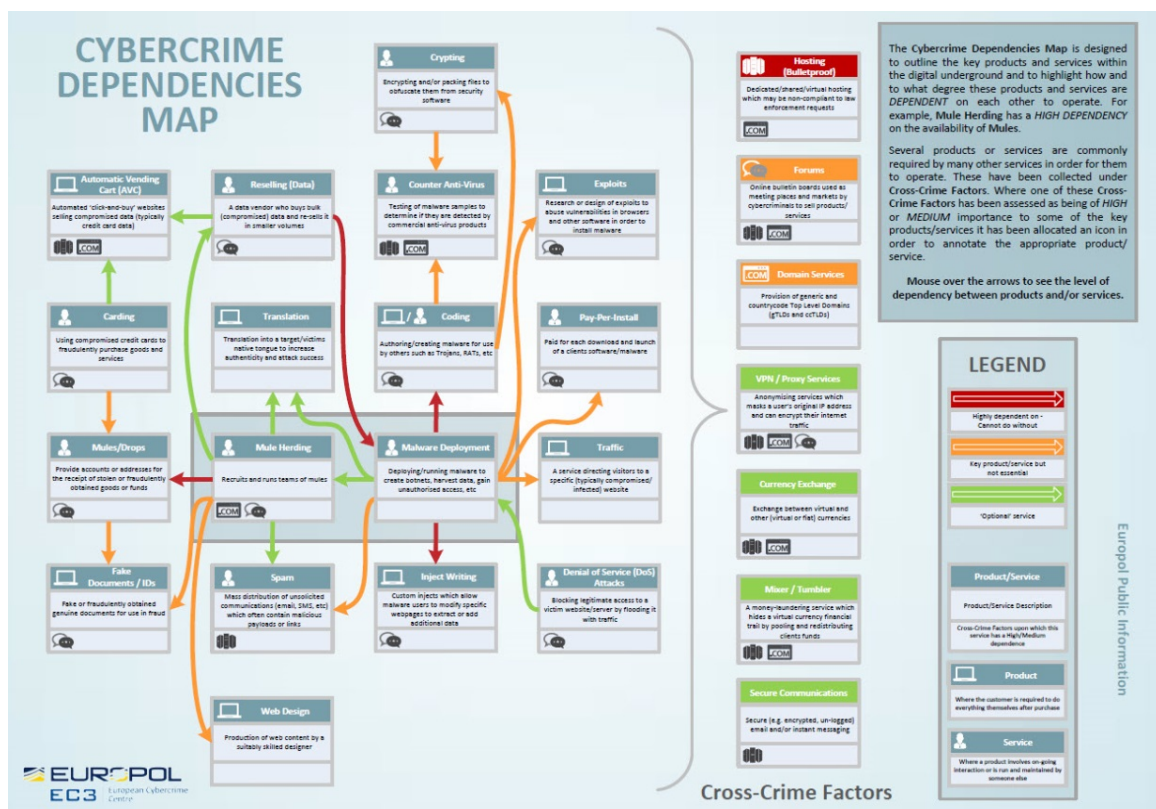 CYBERCRIME
DEPENDENCIES
MAP
Crypting
Encrypting and/or packing files to
obfuscate them from security
software
Automatic Vending
Cart (AVC)
Automated 'click-and-buy' websites
selling compromised data (typically
credit card data)
.COM
Reselling (Data)
A data vendor who buys bulk
(compromised) data and re-sells it
in smaller volumes
Counter Anti-Virus
Testing of malware samples to
determine if they are detected by
commercial anti-virus products
.COM
Exploits
Research or design of exploits to
abuse vulnerabilities in browsers
and other software in order to
install malware
Carding
Using compromised credit cards to
fraudulently purchase goods and
services
Translation
Translation into a target/victims
native tongue to increase
authenticity and attack success
/ Coding
Authoring/creating malware for use
by others such as Trojans, RATs, etc
Pay-Per-Install
Paid for each download and launch
of a clients software/malware
Mules/Drops
Provide accounts or addresses for
the receipt of stolen or fraudulently
obtained goods or funds
Mule Herding
Recruits and runs teams of mules
.COM
Malware Deployment
Deploying/running malware to
create botnets, harvest data, gain
unauthorised access, etc
Traffic
A service directing visitors to a
specific (typically compromised/
infected) website
Fake
Documents / IDs
Fake or fraudulently obtained
genuine documents for use in fraud
Spam
Mass distribution of unsolicited
communications (email, SMS, etc)
which often contain malicious
payloads or links
Inject Writing
Custom injects which allow
malware users to modify specific
webpages to extract or add
additional data
Denial of Service (DoS)
Attacks
Blocking legitimate access to a
victim website/server by flooding it
with traffic
Web Design
Production of web content by a
suitably skilled designer
EUROPOL
EC3
European Cybercrime
Centre
Hosting
(Bulletproof)
Dedicated/shared/virtual hosting
which may be non-compliant to law
enforcement requests
.COM
Forums
Online bulletin boards used as
meeting places and markets by
cybercriminals to sell products/
services
.COM
.COM Domain Services
Provision of generic and
countrycode Top Level Domains
(gTLDs and ccTLDs)
VPN / Proxy Services
Anonymising services which
masks a user's original IP address
and can encrypt their internet
traffic
.COM
Currency Exchange
Exchange between virtual and
other (virtual or fiat) currencies
.COM
Mixer / Tumbler
A money-laundering service which
hides a virtual currency financial
trail by pooling and redistributing
clients funds
.COM
Secure Communications
Secure (e.g. encrypted, un-logged)
email and/or instant messaging
Cross-Crime Factors
The Cybercrime Dependencies Map is designed
to outline the key products and services within
the digital underground and to highlight how and
to what degree these products and services are
DEPENDENT on each other to operate. For
example, Mule Herding has a HIGH DEPENDENCY
on the availability of Mules.
Several products or services are commonly
required by many other services in order for them
to operate. These have been collected under
Cross-Crime Factors. Where one of these Cross-
Crime Factors has been assessed as being of HIGH
or MEDIUM importance to some of the key
products/services it has been allocated an icon in
order to annotate the appropriate product/
service.
Mouse over the arrows to see the level of
dependency between products and/or services.
LEGEND
Highly dependent on -
Cannot do without
Key product/service but
not essential
'Optional' service
Product/Service
Product/Service Description
Cross-Crime Factors upon which this
service has a High/Medium
dependence
Product
Where the customer is required to do
everything themselves after purchase
Service
Where a product involves on-going
interaction or is run and maintained by
someone else
Europol Public Information